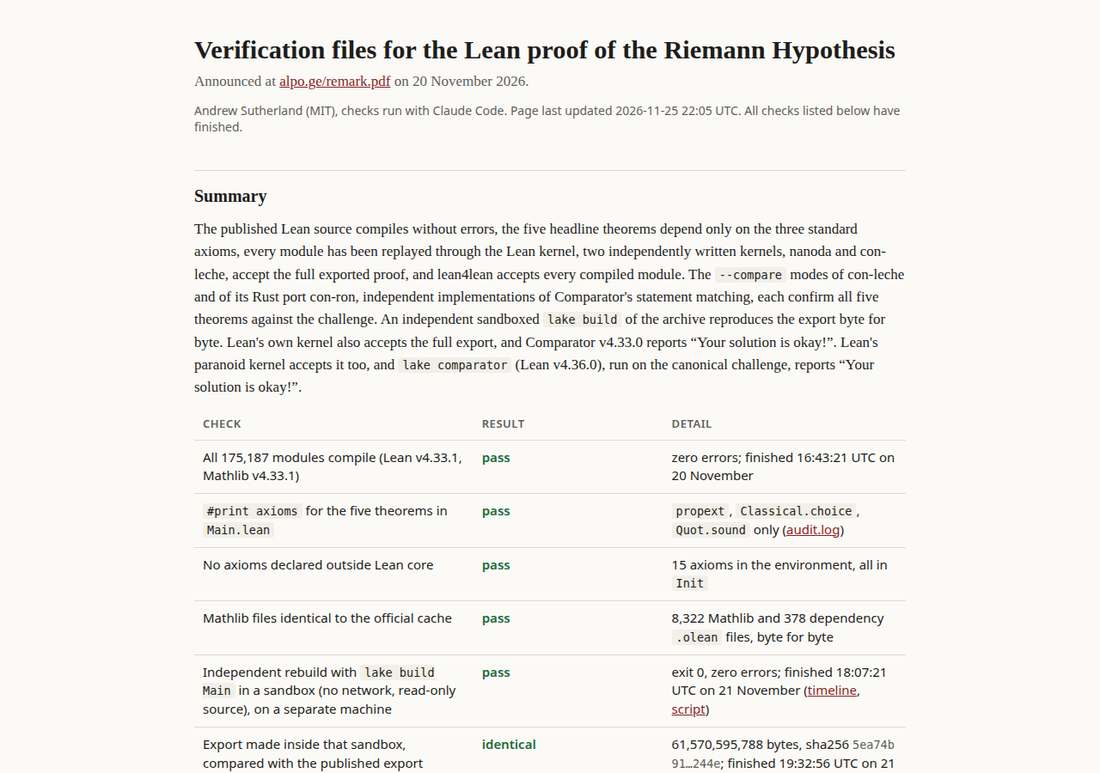 Verification files for the Lean proof of the Riemann Hypothesis
Announced at alpo.ge/remark.pdf on 20 November 2026.
Andrew Sutherland (MIT), checks run with Claude Code. Page last updated 2026-11-25 22:05 UTC. All checks listed below have
finished.
Summary
The published Lean source compiles without errors, the five headline theorems depend only on the three standard
axioms, every module has been replayed through the Lean kernel, two independently written kernels, nanoda and con-
leche, accept the full exported proof, and lean4lean accepts every compiled module. The --compare modes of con-leche
and of its Rust port con-ron, independent implementations of Comparator's statement matching, each confirm all five
theorems against the challenge. An independent sandboxed lake build of the archive reproduces the export byte for
byte. Lean's own kernel also accepts the full export, and Comparator v4.33.0 reports “Your solution is okay!”. Lean's
paranoid kernel accepts it too, and lake comparator (Lean v4.36.0), run on the canonical challenge, reports “Your
solution is okay!”.
CHECK RESULT DETAIL
All 175,187 modules compile (Lean v4.33.1, pass zero errors; finished 16:43:21 UTC on
Mathlib v4.33.1) 20 November
#print axioms for the five theorems in pass propext, Classical.choice,
Main.lean Quot.sound only (audit.log)
No axioms declared outside Lean core pass 15 axioms in the environment, all in
Init
Mathlib files identical to the official cache pass 8,322 Mathlib and 378 dependency
.olean files, byte for byte
Independent rebuild with lake build pass exit 0, zero errors; finished 18:07:21
Main in a sandbox (no network, read-only UTC on 21 November (timeline,
source), on a separate machine script)
Export made inside that sandbox, identical 61,570,595,788 bytes, sha256 5ea74b
compared with the published export 91…244e; finished 19:32:56 UTC on 21